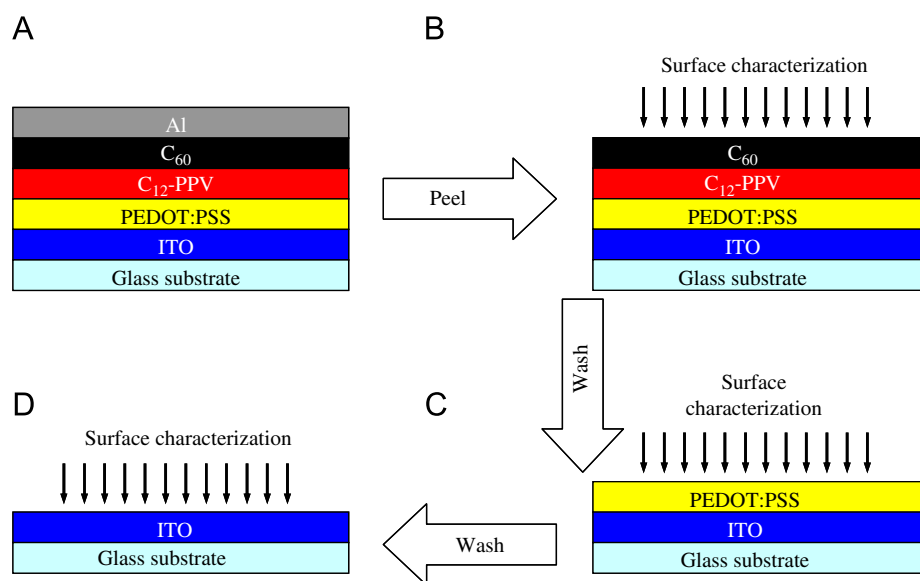 A
Al
C₆₀
C₁₂-PPV
PEDOT:PSS
ITO
Glass substrate
Peel
B
Surface characterization
C₆₀
C₁₂-PPV
PEDOT:PSS
ITO
Glass substrate
Wash
C
Surface
characterization
PEDOT:PSS
ITO
Glass substrate
Wash
D
Surface characterization
ITO
Glass substrate